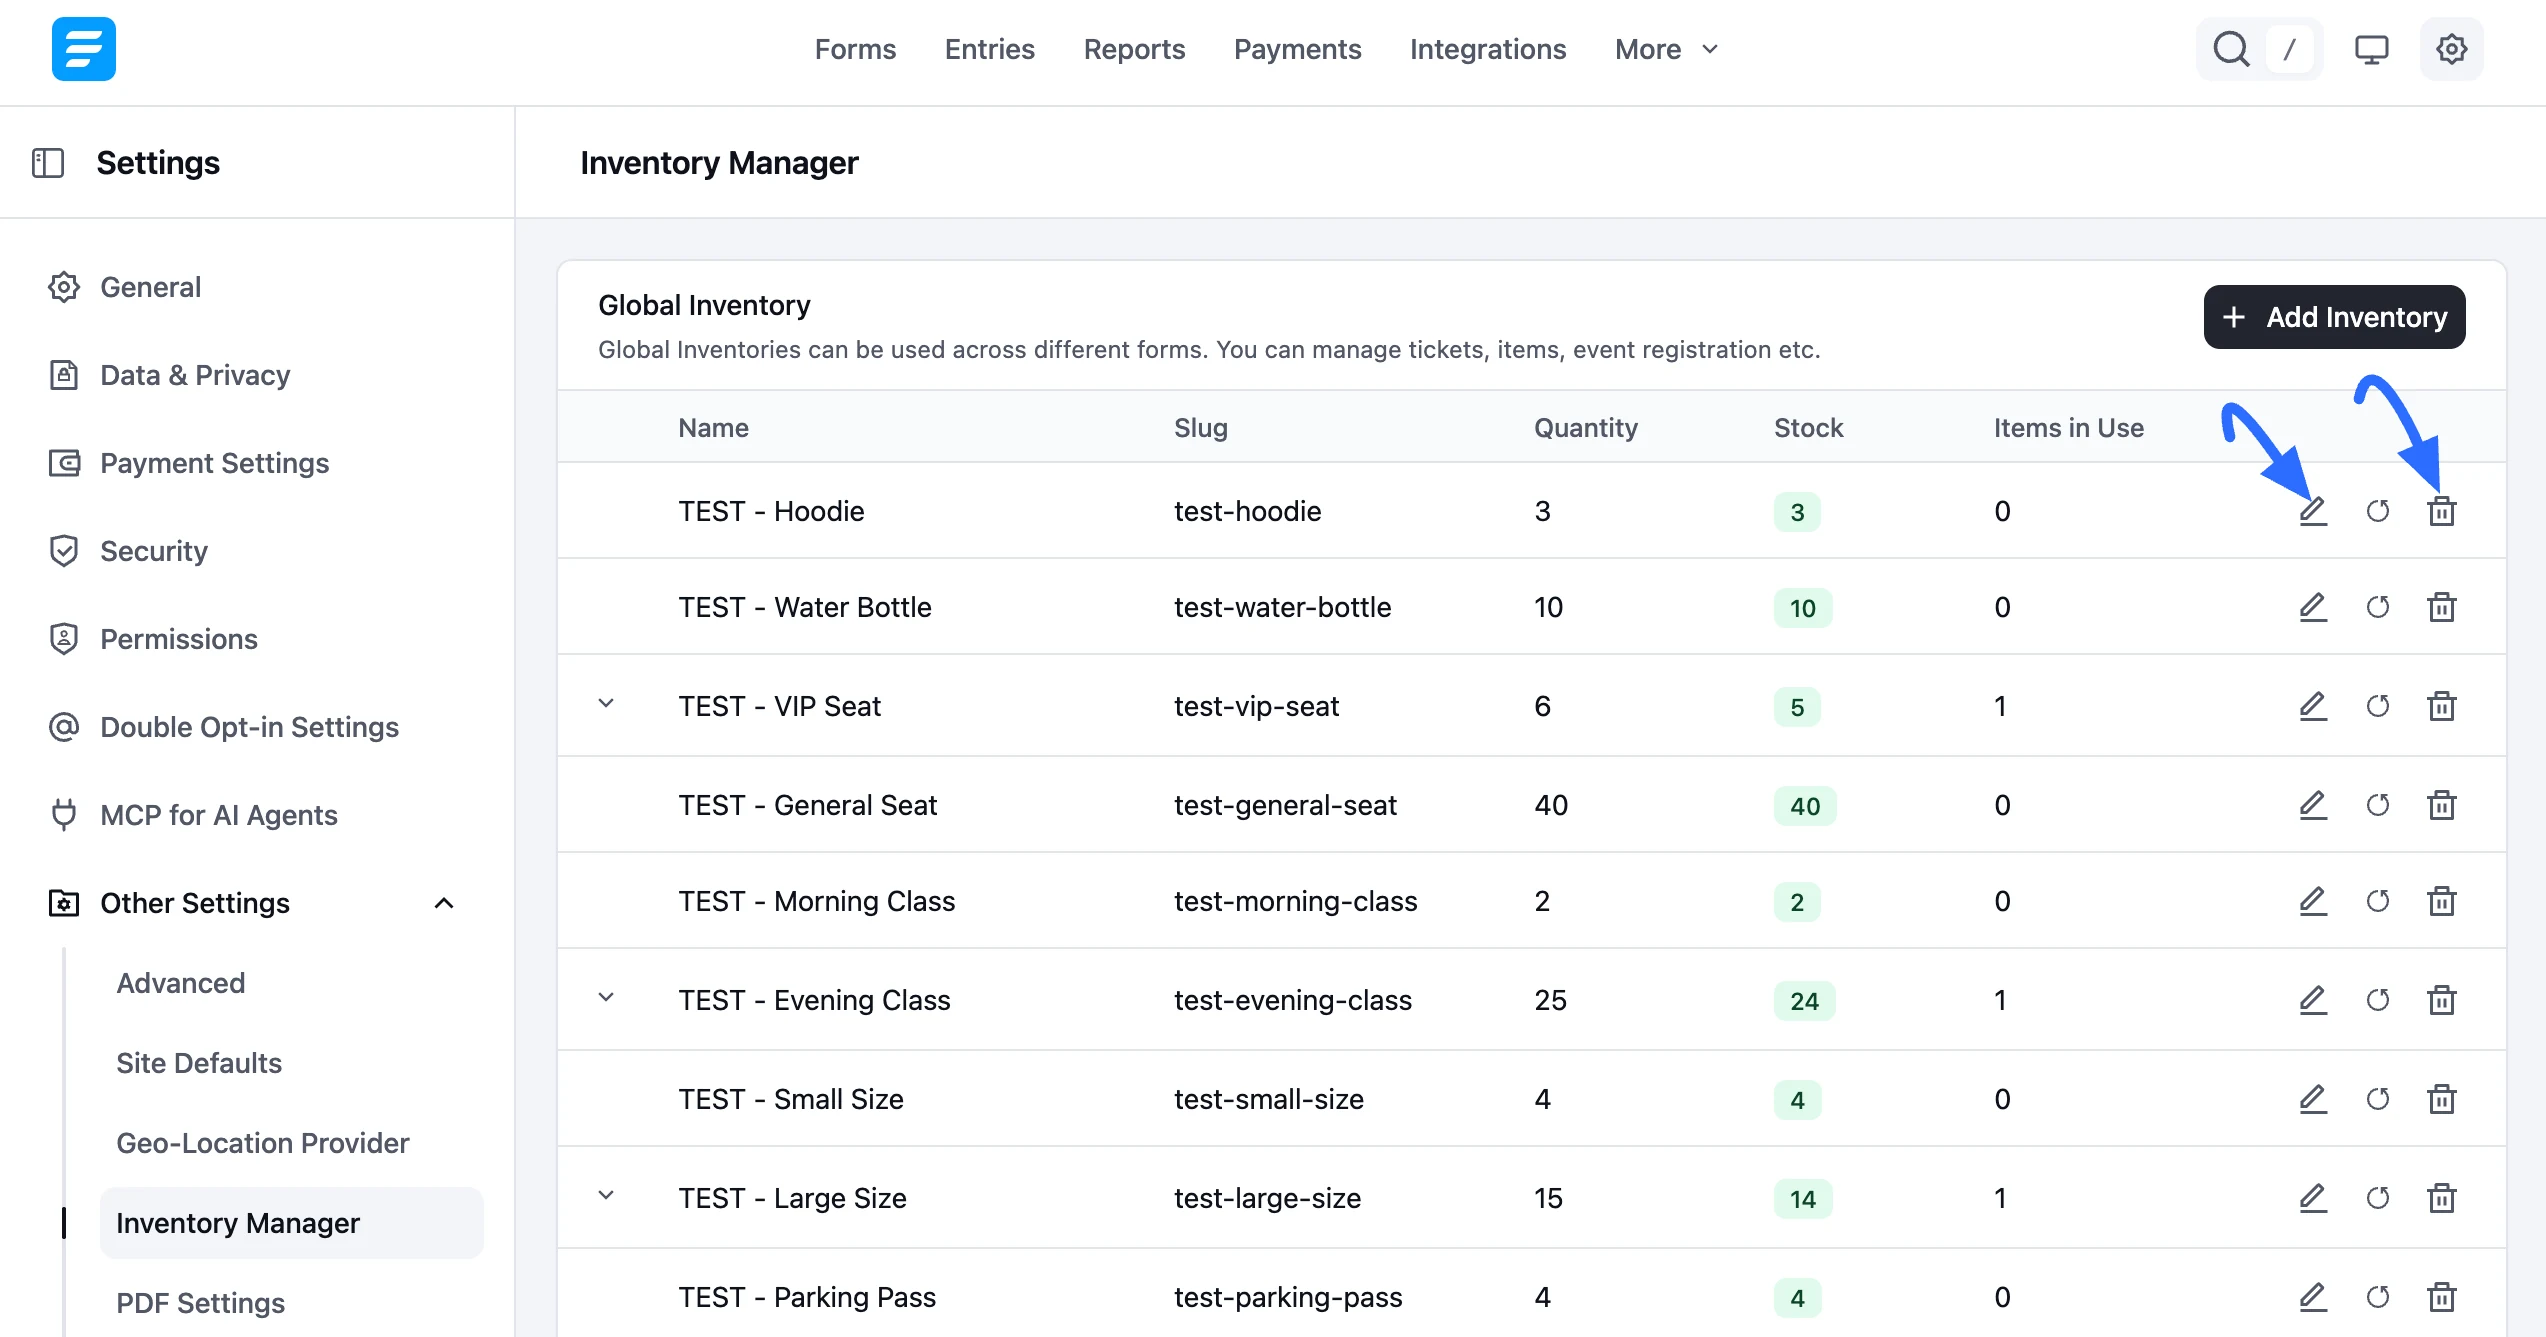 Forms Entries Reports Payments Integrations More /
Settings
Inventory Manager
General
Data & Privacy
Payment Settings
Security
Permissions
Double Opt-in Settings
MCP for AI Agents
Other Settings
Advanced
Site Defaults
Geo-Location Provider
Inventory Manager
PDF Settings
Global Inventory
Global Inventories can be used across different forms. You can manage tickets, items, event registration etc.
+ Add Inventory
Name Slug Quantity Stock Items in Use
TEST - Hoodie test-hoodie 3 3 0
TEST - Water Bottle test-water-bottle 10 10 0
TEST - VIP Seat test-vip-seat 6 5 1
TEST - General Seat test-general-seat 40 40 0
TEST - Morning Class test-morning-class 2 2 0
TEST - Evening Class test-evening-class 25 24 1
TEST - Small Size test-small-size 4 4 0
TEST - Large Size test-large-size 15 14 1
TEST - Parking Pass test-parking-pass 4 4 0